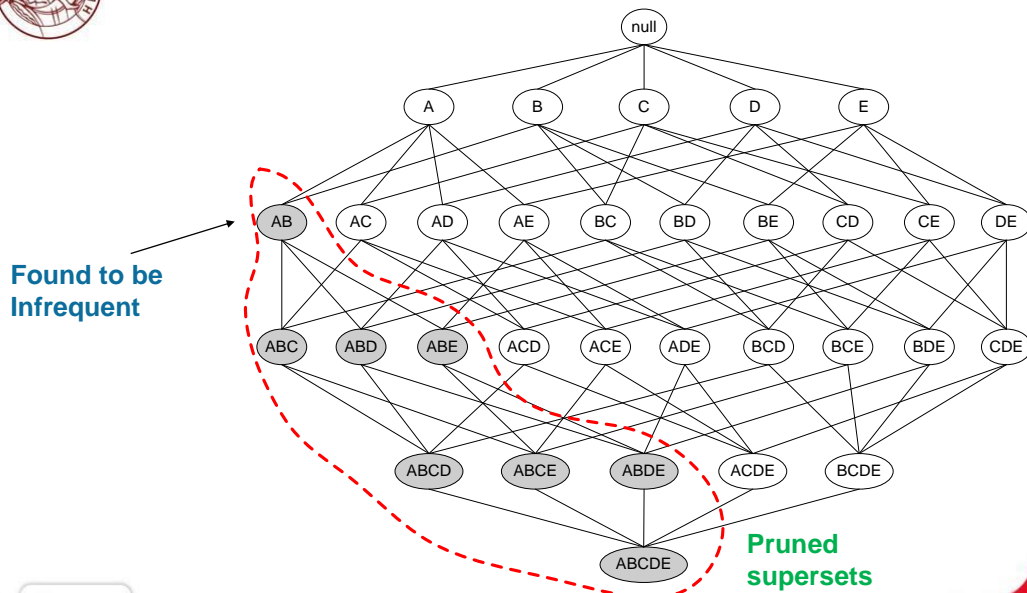 null
A B C D E
AB AC AD AE BC BD BE CD CE DE
Found to be
Infrequent
ABC ABD ABE ACD ACE ADE BCD BCE BDE CDE
ABCD ABCE ABDE ACDE BCDE
Pruned
supersets
ABCDE